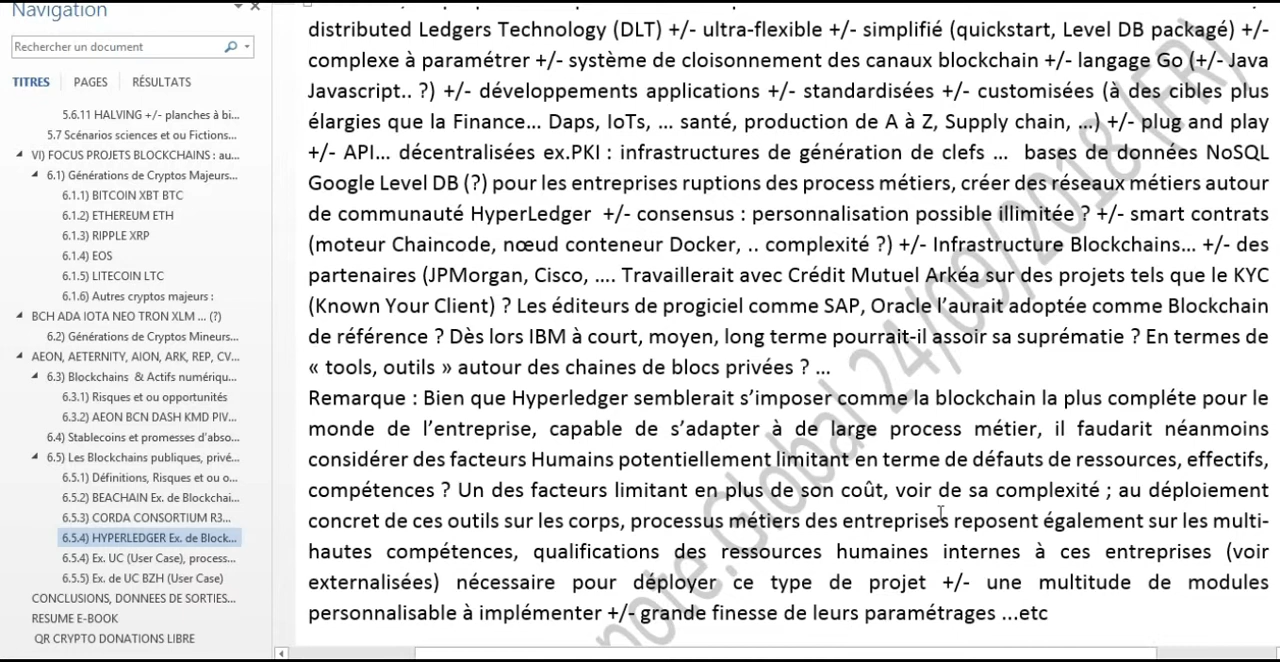 Navigation
Rechercher un document
TITRES PAGES RÉSULTATS
5.6.11 HALVING +/- planches à bi...
5.7 Scénarios sciences et ou Fictions...
VI) FOCUS PROJETS BLOCKCHAINS : au...
6.1) Générations de Cryptos Majeurs...
6.1.1) BITCOIN XBT BTC
6.1.2) ETHEREUM ETH
6.1.3) RIPPLE XRP
6.1.4) EOS
6.1.5) LITECOIN LTC
6.1.6) Autres cryptos majeurs :
BCH ADA IOTA NEO TRON XLM ... (?)
6.2) Générations de Cryptos Mineurs...
AEON, AETERNITY, AION, ARK, REP, CV...
6.3) Blockchains & Actifs numériqu...
6.3.1) Risques et ou opportunités
6.3.2) AEON BCN DASH KMD PIV...
6.4) Stablecoins et promesses d'abso...
6.5) Les Blockchains publiques, privé...
6.5.1) Définitions, Risques et ou o...
6.5.2) BEACHAIN Ex. de Blockchai...
6.5.3) CORDA CONSORTIUM R3...
6.5.4) HYPERLEDGER Ex. de Block...
6.5.4) Ex. UC (User Case), process...
6.5.5) Ex. de UC BZH (User Case)
CONCLUSIONS, DONNEES DE SORTIES...
RESUME E-BOOK
QR CRYPTO DONATIONS LIBRE
distributed Ledgers Technology (DLT) +/- ultra-flexible +/- simplifié (quickstart, Level DB packagé) +/-
complexe à paramétrer +/- système de cloisonnement des canaux blockchain +/- langage Go (+/- Java
Javascript.. ?) +/- développements applications +/- standardisées +/- customisées (à des cibles plus
élargies que la Finance... Daps, IoTs, ... santé, production de A à Z, Supply chain, ...) +/- plug and play
+/- API... décentralisées ex.PKI : infrastructures de génération de clefs ... bases de données NoSQL
Google Level DB (?) pour les entreprises ruptions des process métiers, créer des réseaux métiers autour
de communauté HyperLedger +/- consensus : personnalisation possible illimitée ? +/- smart contrats
(moteur Chaincode, nœud conteneur Docker, .. complexité ?) +/- Infrastructure Blockchains... +/- des
partenaires (JPMorgan, Cisco, .... Travaillerait avec Crédit Mutuel Arkéa sur des projets tels que le KYC
(Known Your Client) ? Les éditeurs de progiciel comme SAP, Oracle l'aurait adoptée comme Blockchain
de référence ? Dès lors IBM à court, moyen, long terme pourrait-il assoir sa suprématie ? En termes de
« tools, outils » autour des chaines de blocs privées ? ...
Remarque : Bien que Hyperledger semblerait s'imposer comme la blockchain la plus compléte pour le
monde de l'entreprise, capable de s'adapter à de large process métier, il faudarit néanmoins
considérer des facteurs Humains potentiellement limitant en terme de défauts de ressources, effectifs,
compétences ? Un des facteurs limitant en plus de son coût, voir de sa complexité ; au déploiement
concret de ces outils sur les corps, processus métiers des entreprises reposent également sur les multi-
hautes compétences, qualifications des ressources humaines internes à ces entreprises (voir
externalisées) nécessaire pour déployer ce type de projet +/- une multitude de modules
personnalisable à implémenter +/- grande finesse de leurs paramétrages ...etc
note.Global 24/09/2018 (FR)